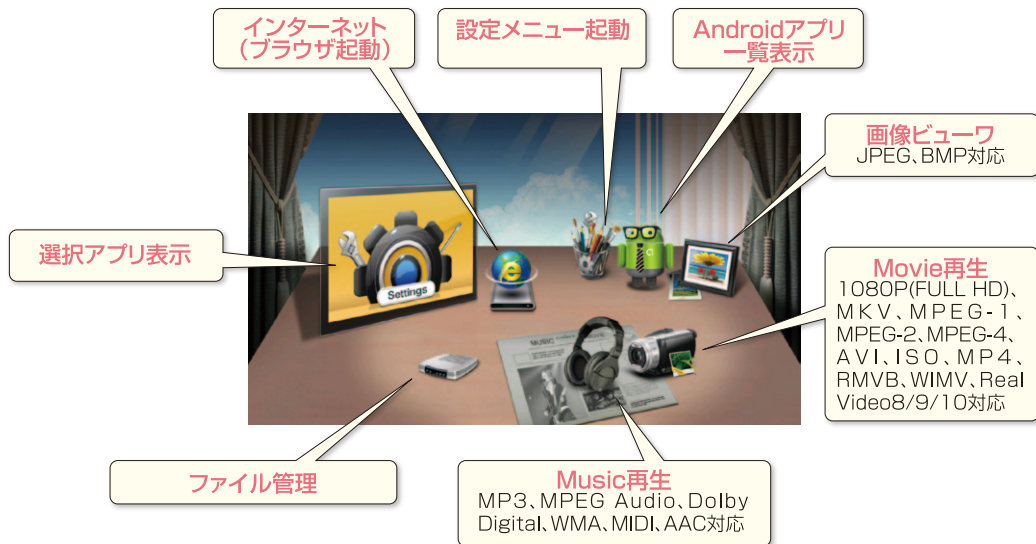 インターネット
（ブラウザ起動）
設定メニュー起動
Androidアプリ
一覧表示
画像ビューワ
JPEG、BMP対応
選択アプリ表示
Settings
Movie再生
1080P(FULL HD)、
MKV、MPEG-1、
MPEG-2、MPEG-4、
AVI、ISO、MP4、
RMVB、WIMV、Real
Video8/9/10対応
MUSIC
ファイル管理
Music再生
MP3、MPEG Audio、Dolby
Digital、WMA、MIDI、AAC対応